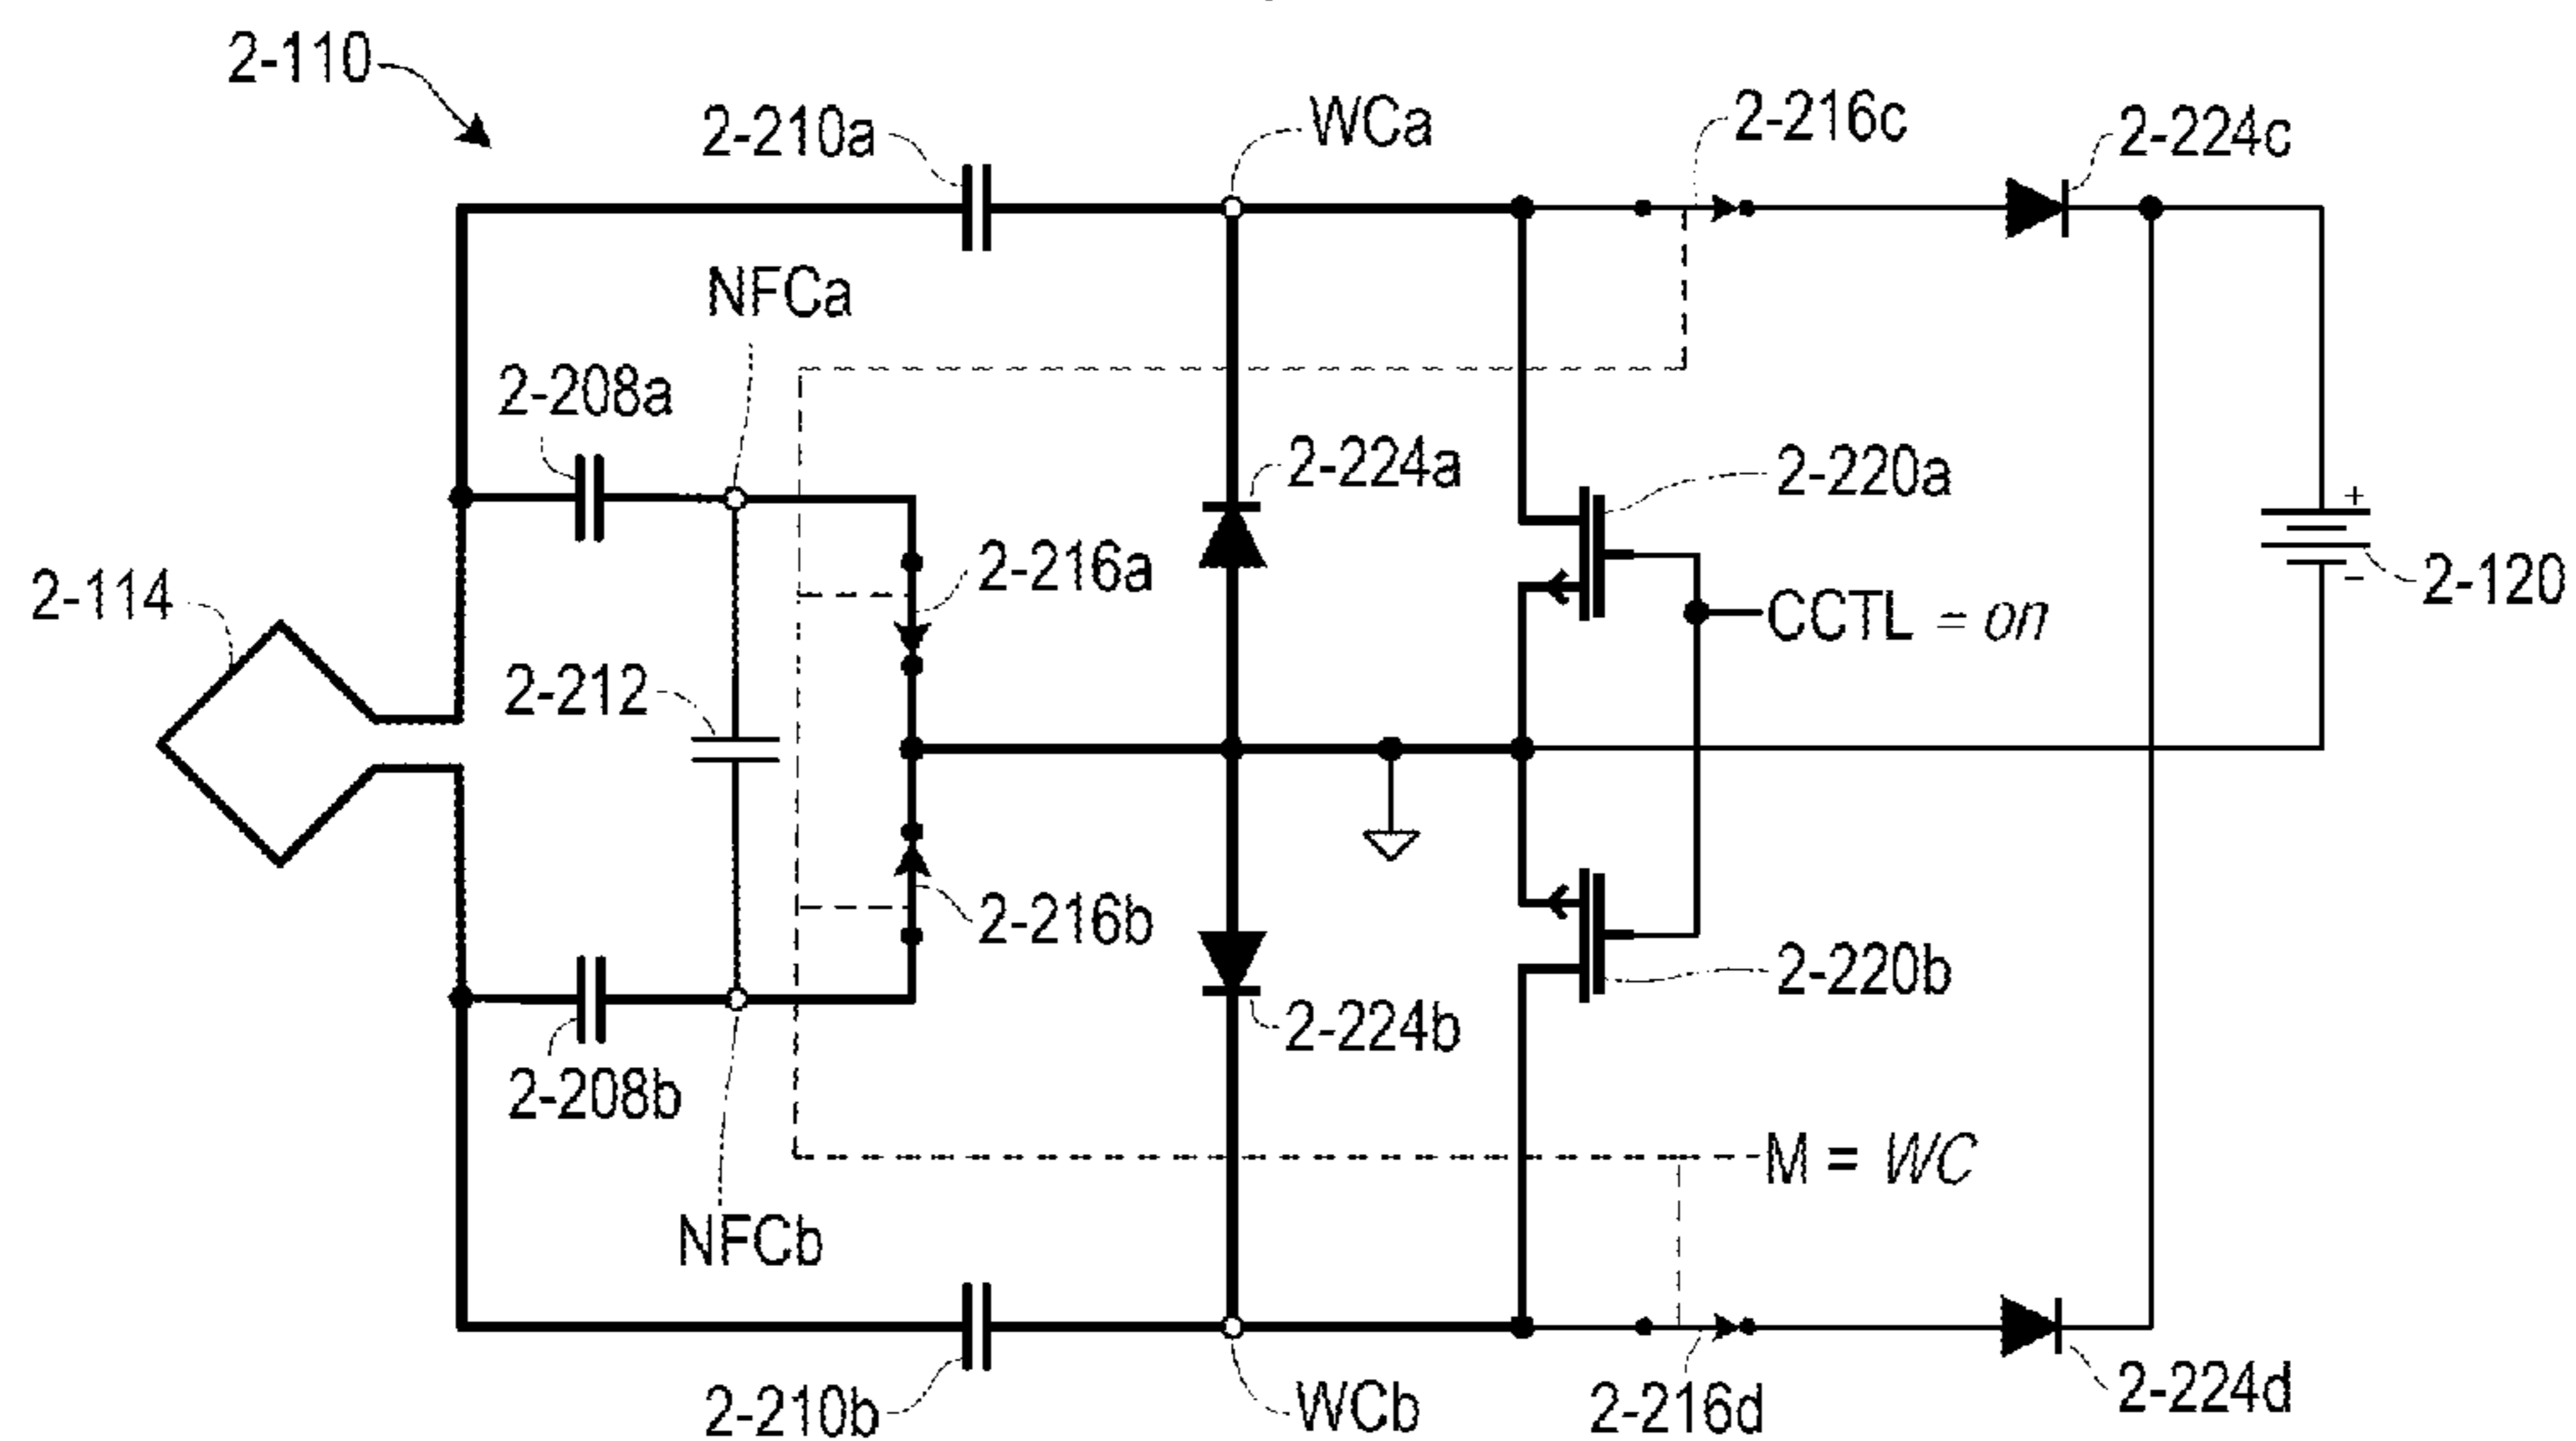 2-110
2-210a
WCa
2-216c
2-224c
NFCa
2-208a
2-224a
2-220a
+
2-216a
2-114
CCTL = on
−
2-120
2-212
2-216b
2-220b
2-224b
2-208b
M = WC
NFCb
2-210b
WCb
2-216d
2-224d